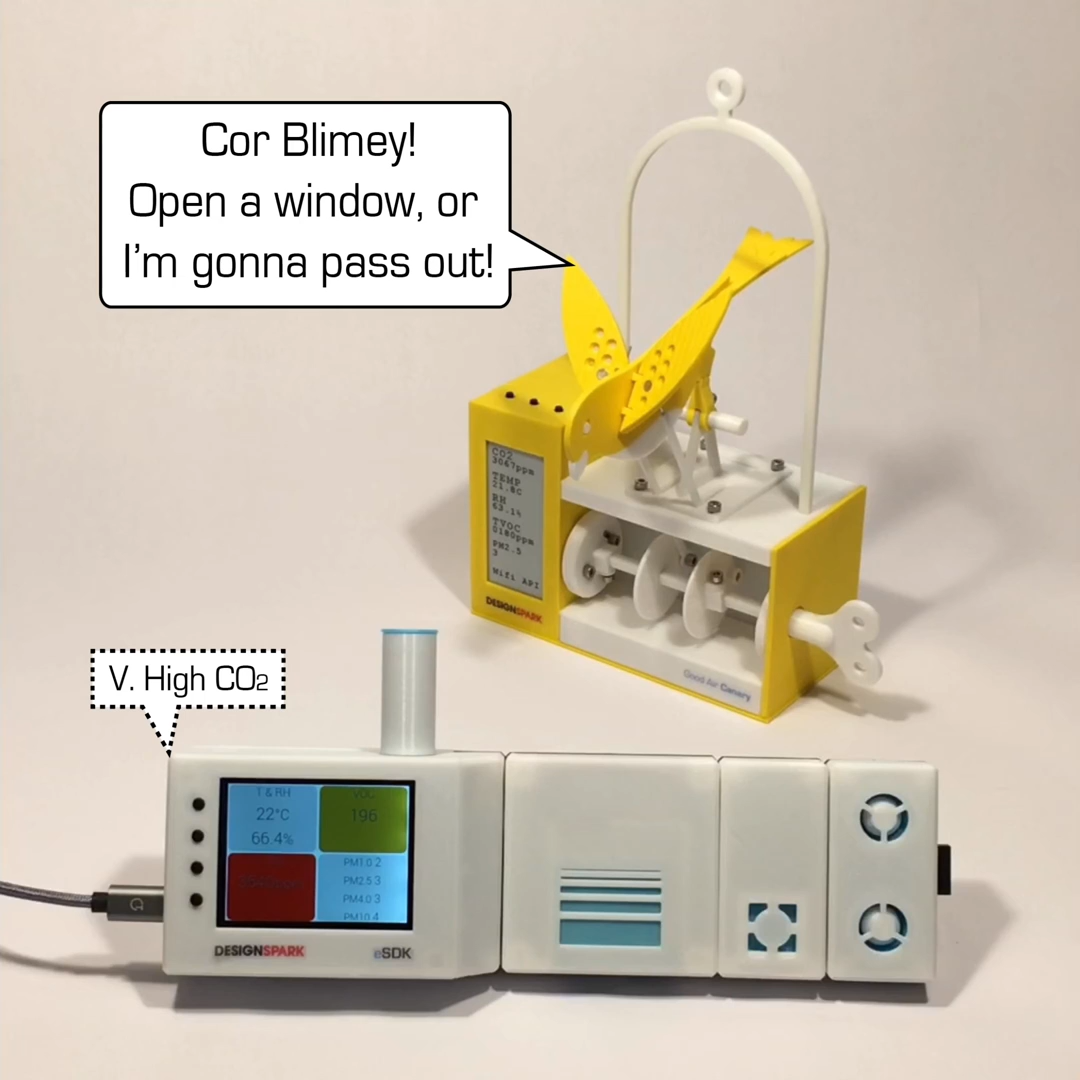 Cor Blimey!
Open a window, or
I'm gonna pass out!
CO2
3067ppm
TEMP
21.8C
RH
63.1%
TVOC
0180ppm
PM2.5
3
Wifi API
DESIGNSPARK
Good Air Canary
V. High CO₂
T & RH
22°C
66.4%
VOC
196
PM1.0 2
PM2.5 3
PM4.0 3
PM10 4
DESIGNSPARK
eSDK